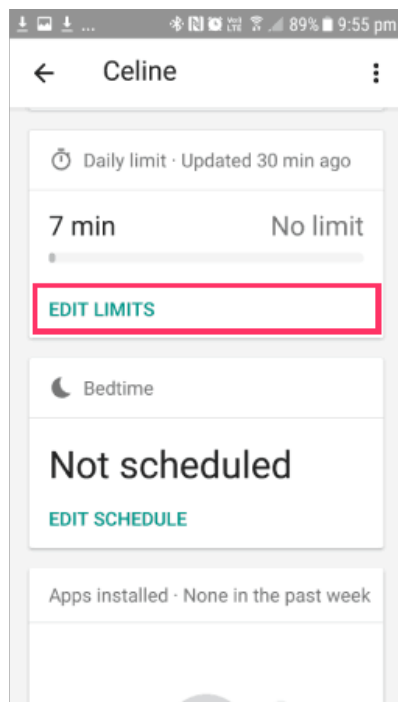 ... 89% 9:55 pm
Celine
Daily limit · Updated 30 min ago
7 min No limit
EDIT LIMITS
Bedtime
Not scheduled
EDIT SCHEDULE
Apps installed · None in the past week